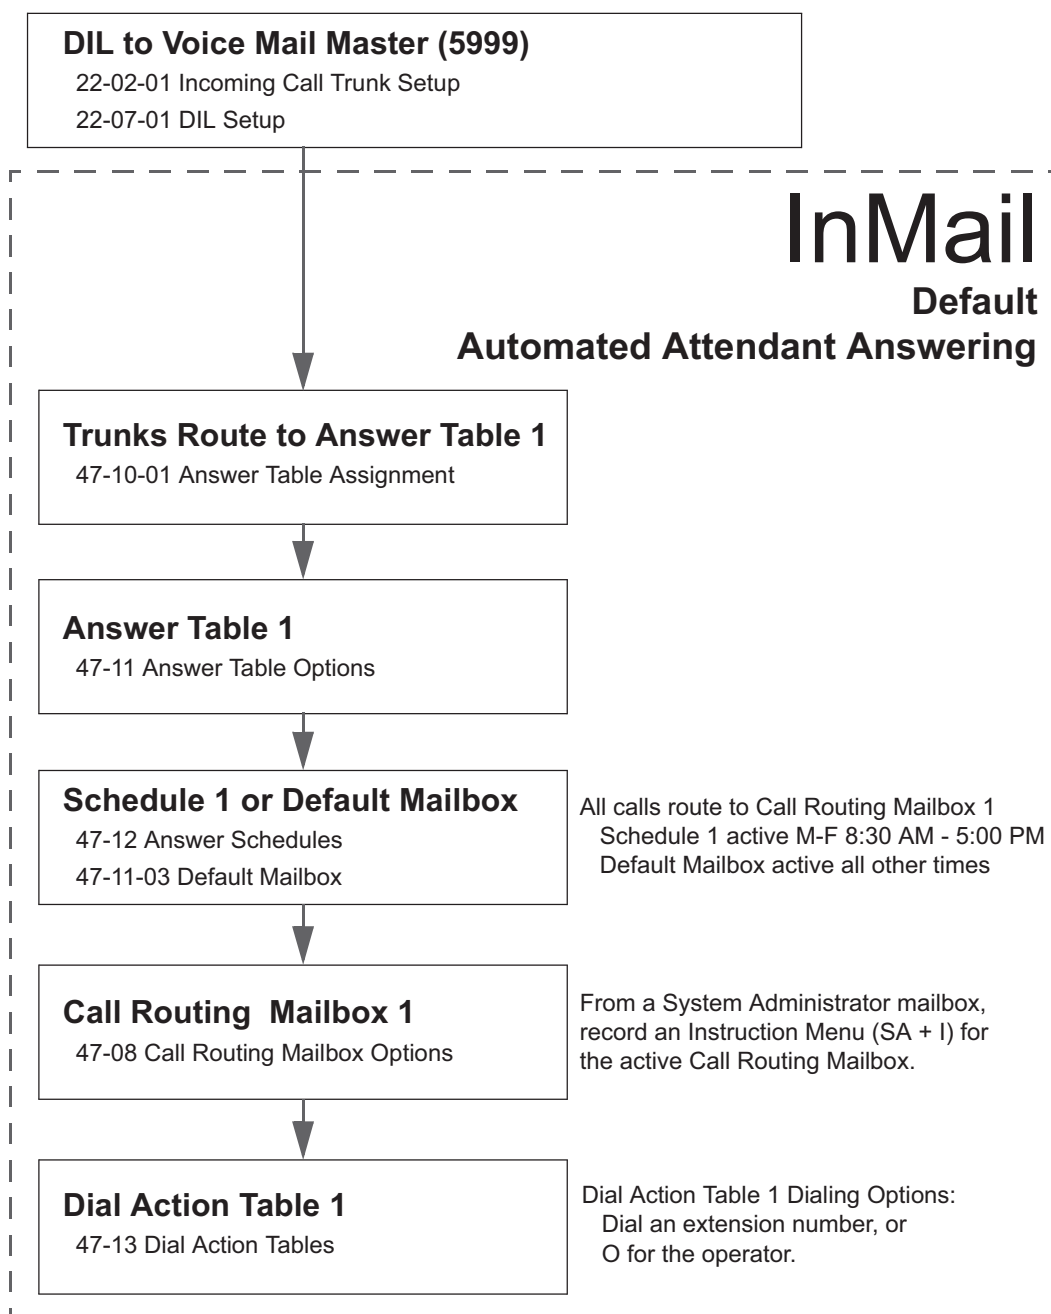 DIL to Voice Mail Master (5999)
22-02-01 Incoming Call Trunk Setup
22-07-01 DIL Setup
InMail
Default
Automated Attendant Answering
Trunks Route to Answer Table 1
47-10-01 Answer Table Assignment
Answer Table 1
47-11 Answer Table Options
Schedule 1 or Default Mailbox
47-12 Answer Schedules
47-11-03 Default Mailbox
All calls route to Call Routing Mailbox 1
Schedule 1 active M-F 8:30 AM - 5:00 PM
Default Mailbox active all other times
Call Routing Mailbox 1
47-08 Call Routing Mailbox Options
From a System Administrator mailbox,
record an Instruction Menu (SA + I) for
the active Call Routing Mailbox.
Dial Action Table 1
47-13 Dial Action Tables
Dial Action Table 1 Dialing Options:
Dial an extension number, or
O for the operator.